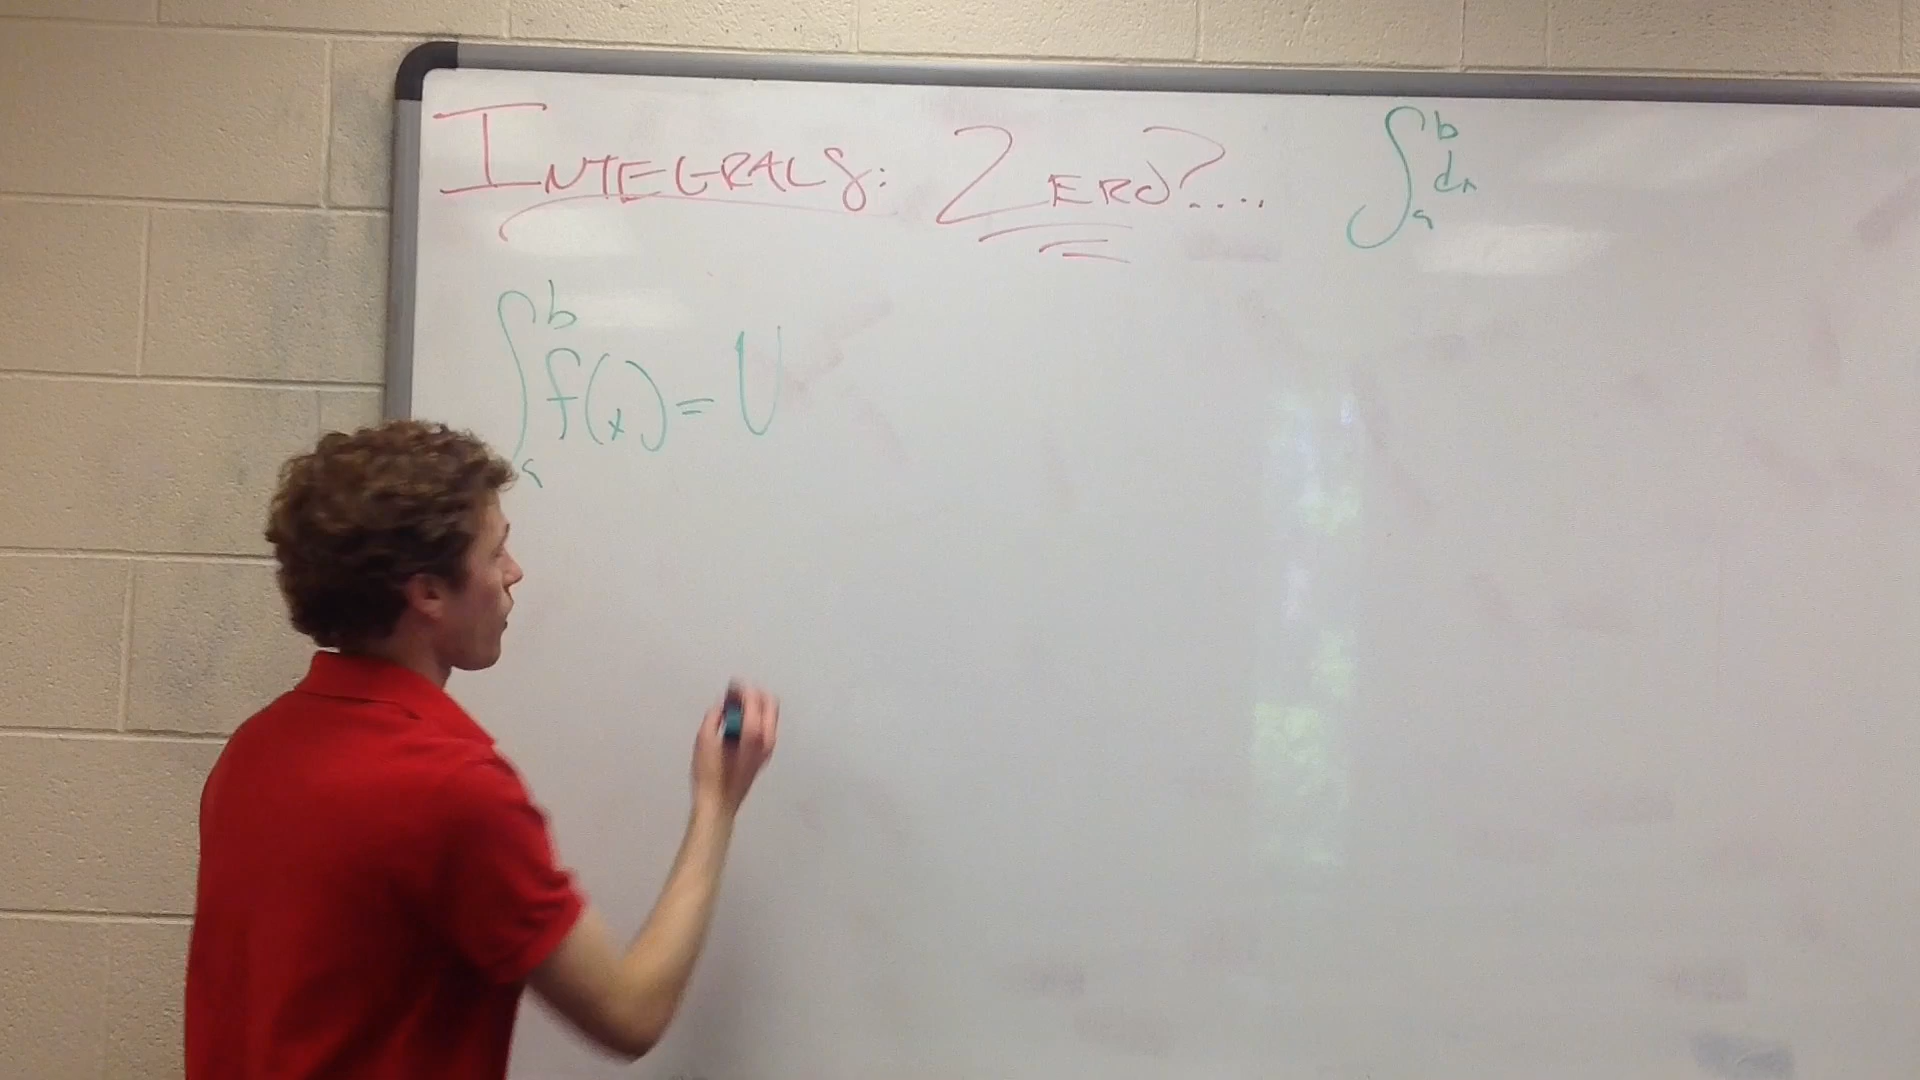 INTEGRALS: ZERO?....
∫ₐᵇ dx
∫ₐᵇ f(x) = U